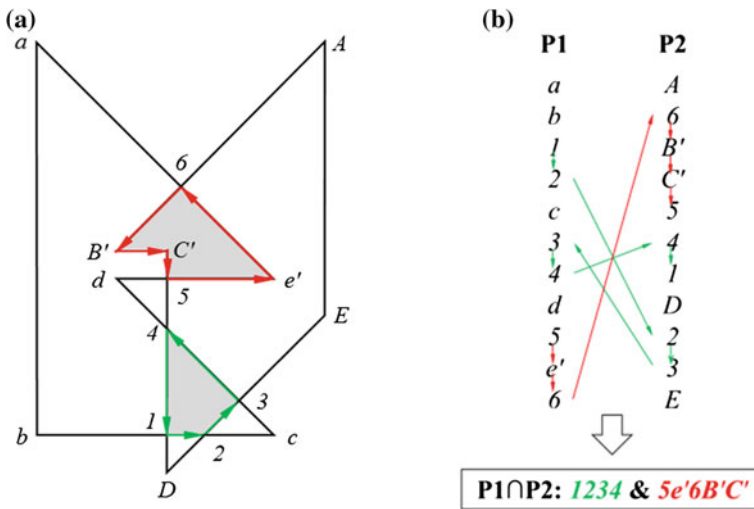 (a)
a
A
6
B'
C'
d
5
e'
E
4
3
b
1
2
c
D
(b)
P1 P2
a A
b 6
1 B'
2 C'
c 5
3 4
4 1
d D
5 2
e' 3
6 E
P1∩P2: 1234 & 5e'6B'C'